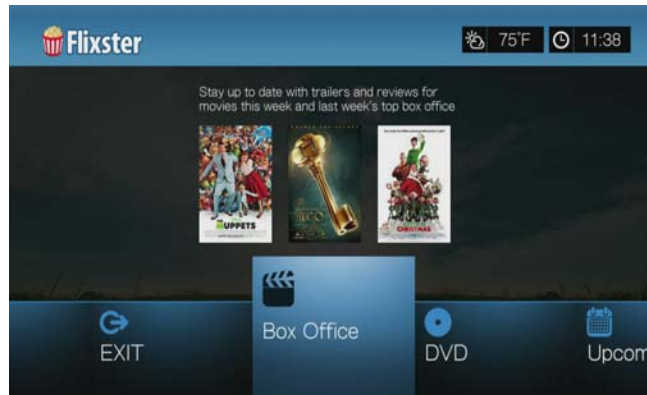 Flixster
75°F
11:38
Stay up to date with trailers and reviews for
movies this week and last week's top box office
MUPPETS
CHRISTMAS
Box Office
EXIT
DVD
Upcom